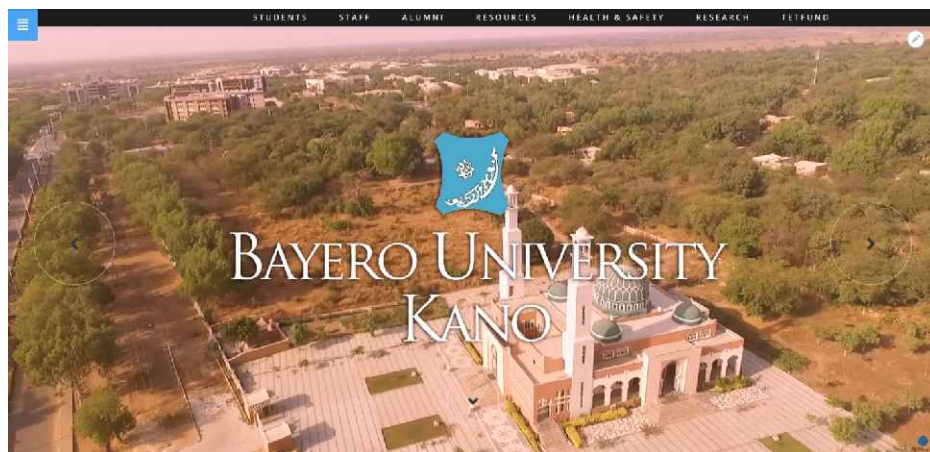 STUDENTS STAFF ALUMNI RESOURCES HEALTH & SAFETY RESEARCH TETFUND
BAYERO UNIVERSITY
KANO